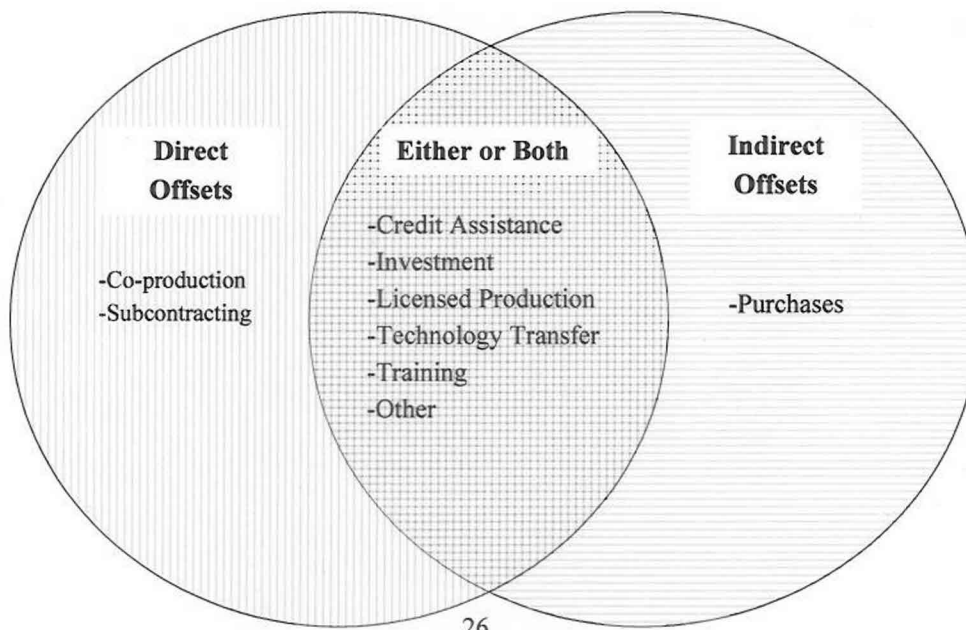 Direct
Offsets
-Co-production
-Subcontracting
Either or Both
-Credit Assistance
-Investment
-Licensed Production
-Technology Transfer
-Training
-Other
Indirect
Offsets
-Purchases
26